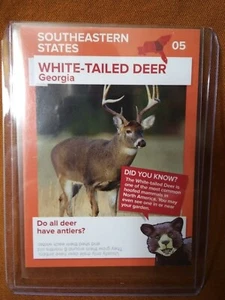 SOUTHEASTERN
STATES
05
WHITE-TAILED DEER
Georgia
DID YOU KNOW?
The White-tailed Deer is
one of the most common
hoofed mammals in
North America. You may
even see one in or near
your garden.
Do all deer
have antlers?